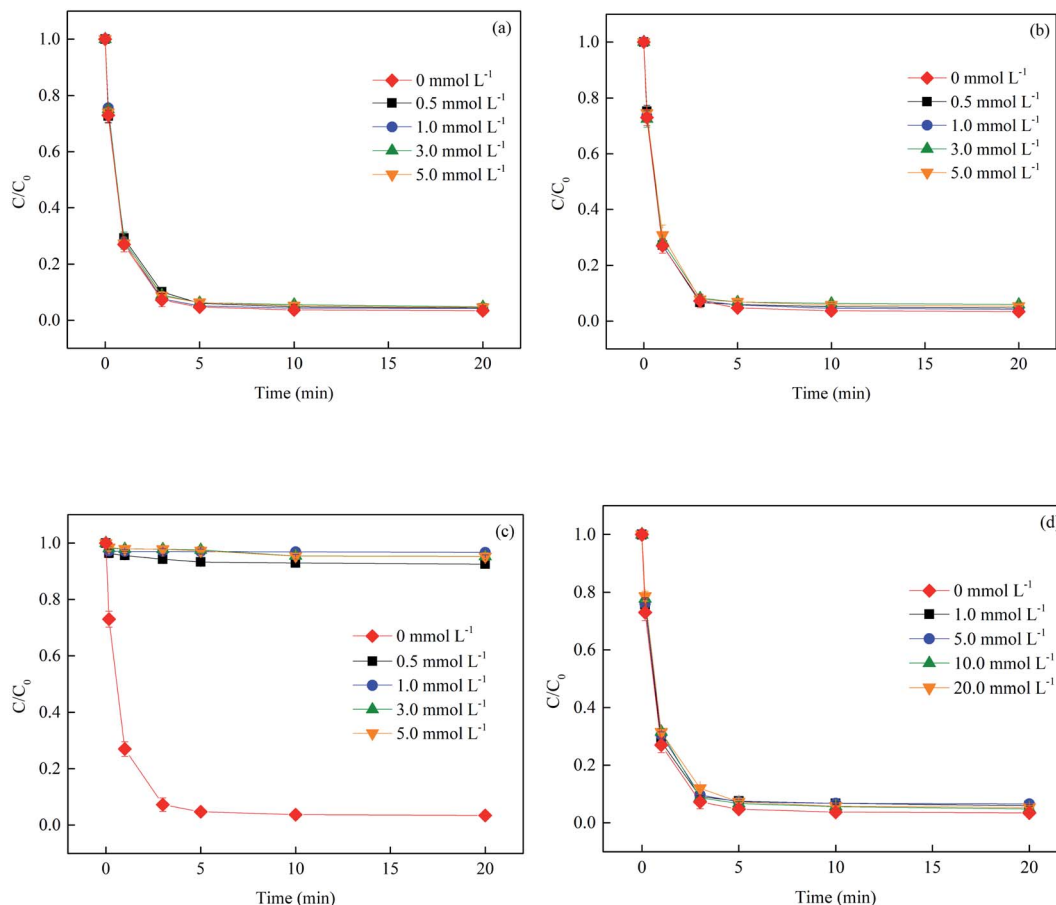 (a)
1.0
0.8
0.6
0.4
0.2
0.0
C/C₀
0 mmol L⁻¹
0.5 mmol L⁻¹
1.0 mmol L⁻¹
3.0 mmol L⁻¹
5.0 mmol L⁻¹
0 5 10 15 20
Time (min)
(b)
1.0
0.8
0.6
0.4
0.2
0.0
C/C₀
0 mmol L⁻¹
0.5 mmol L⁻¹
1.0 mmol L⁻¹
3.0 mmol L⁻¹
5.0 mmol L⁻¹
0 5 10 15 20
Time (min)
(c)
1.0
0.8
0.6
0.4
0.2
0.0
C/C₀
0 mmol L⁻¹
0.5 mmol L⁻¹
1.0 mmol L⁻¹
3.0 mmol L⁻¹
5.0 mmol L⁻¹
0 5 10 15 20
Time (min)
(d)
1.0
0.8
0.6
0.4
0.2
0.0
C/C₀
0 mmol L⁻¹
1.0 mmol L⁻¹
5.0 mmol L⁻¹
10.0 mmol L⁻¹
20.0 mmol L⁻¹
0 5 10 15 20
Time (min)